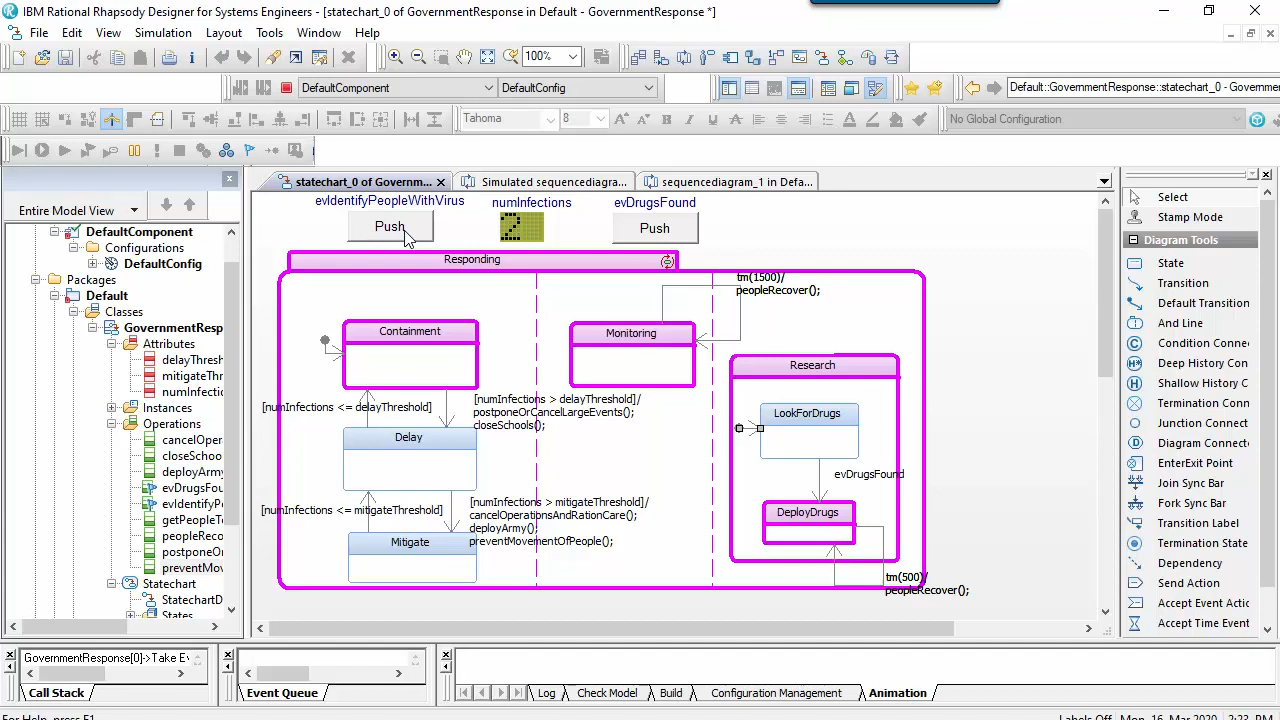 IBM Rational Rhapsody Designer for Systems Engineers - [statechart_0 of GovernmentResponse in Default - GovernmentResponse *]
File Edit View Simulation Layout Tools Window Help
100%
DefaultComponent DefaultConfig Default::GovernmentResponse::statechart_0 - Governme
Tahoma 8 No Global Configuration
Entire Model View
DefaultComponent
Configurations
DefaultConfig
Packages
Default
Classes
GovernmentResp
Attributes
delayThresh
mitigateThr
numInfectio
Instances
Operations
cancelOper
closeSchool
deployArmy
evDrugsFou
evIdentifyP
getPeopleTe
peopleReco
postponeOr
preventMov
Statechart
StatechartD
States
statechart_0 of Governm... Simulated sequencediagra... sequencediagram_1 in Defa...
evIdentifyPeopleWithVirus numInfections evDrugsFound
Push 2 Push
Responding
tm(1500)/
peopleRecover();
Containment
Monitoring
Research
[numInfections <= delayThreshold]
[numInfections > delayThreshold]/
postponeOrCancelLargeEvents();
closeSchools();
LookForDrugs
Delay
evDrugsFound
[numInfections <= mitigateThreshold]
[numInfections > mitigateThreshold]/
cancelOperationsAndRationCare();
deployArmy();
preventMovementOfPeople();
DeployDrugs
Mitigate
tm(500)/
peopleRecover();
Select
Stamp Mode
Diagram Tools
State
Transition
Default Transition
And Line
Condition Conne
Deep History Co
Shallow History C
Termination Conn
Junction Connect
Diagram Connect
EnterExit Point
Join Sync Bar
Fork Sync Bar
Transition Label
Termination State
Dependency
Send Action
Accept Event Actic
Accept Time Event
GovernmentResponse[0]->Take Ev
Call Stack Event Queue Log Check Model Build Configuration Management Animation
For Help, press F1 Labels Off Mon, 16, Mar 2020